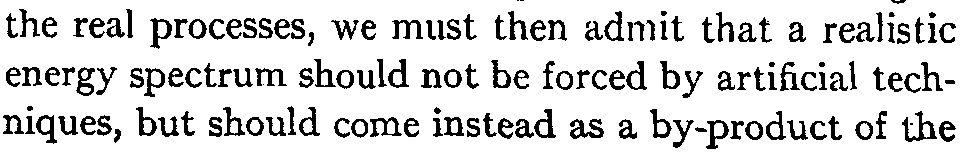 the real processes, we must then admit that a realistic
energy spectrum should not be forced by artificial tech-
niques, but should come instead as a by-product of the